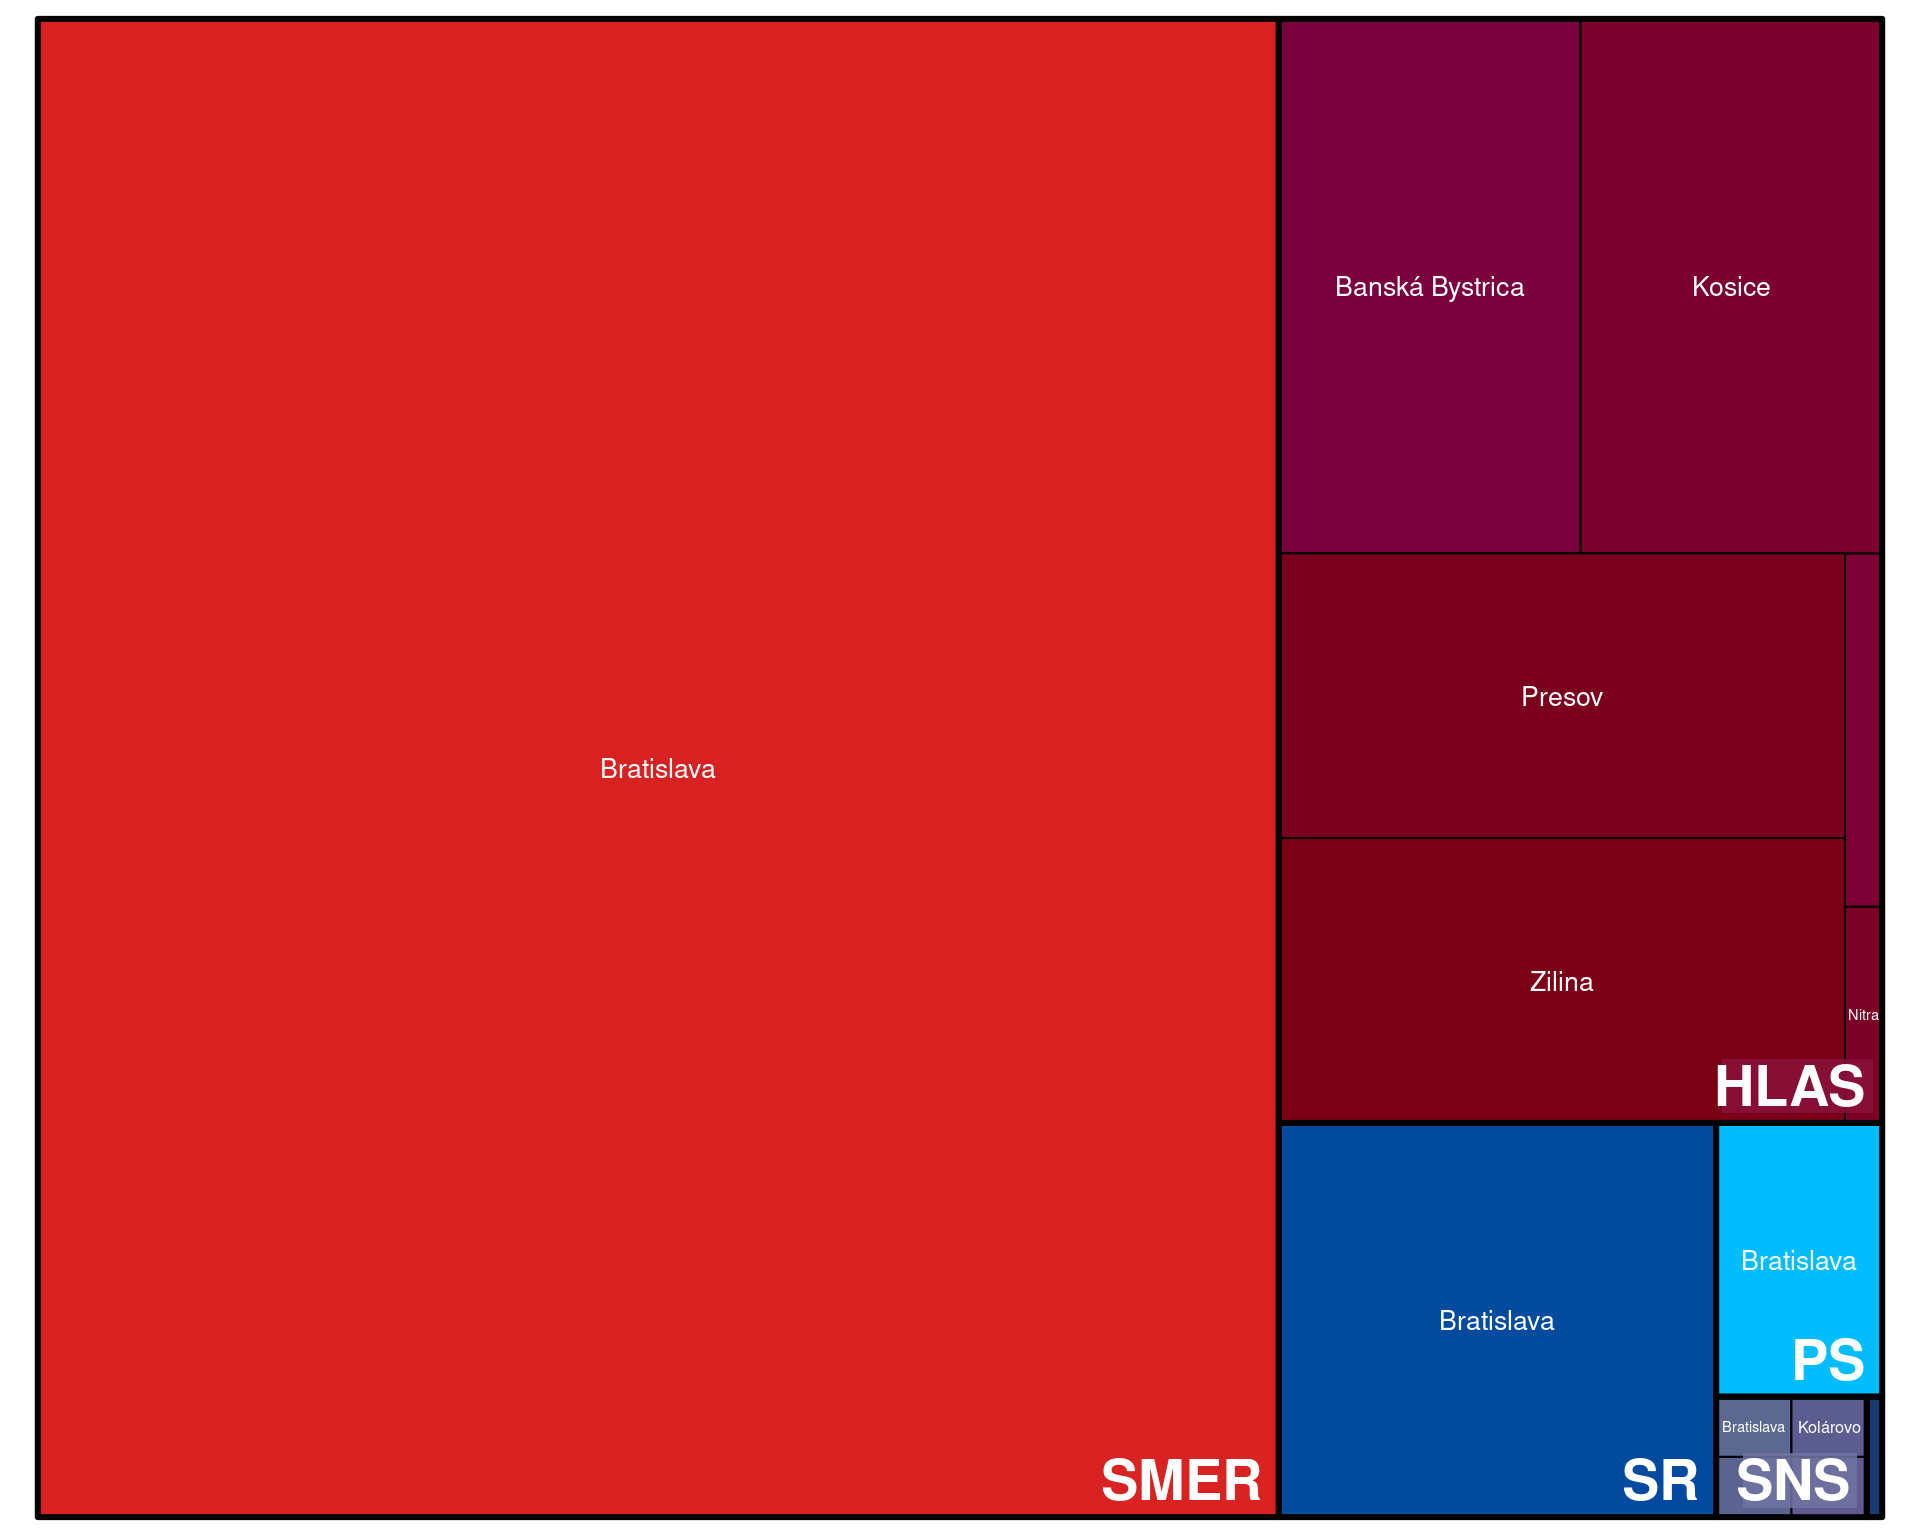 Bratislava
SMER
Banská Bystrica
Kosice
Presov
Zilina
Nitra
HLAS
Bratislava
SR
Bratislava
PS
Bratislava
Kolárovo
SNS